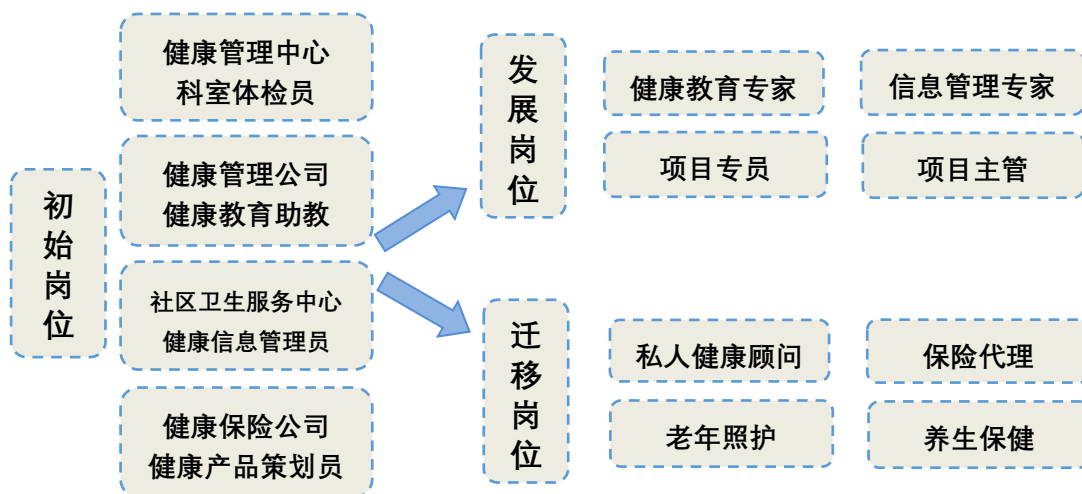 初始岗位
健康管理中心
科室体检员
健康管理公司
健康教育助教
社区卫生服务中心
健康信息管理员
健康保险公司
健康产品策划员
发展岗位
健康教育专家
信息管理专家
项目专员
项目主管
迁移岗位
私人健康顾问
保险代理
老年照护
养生保健